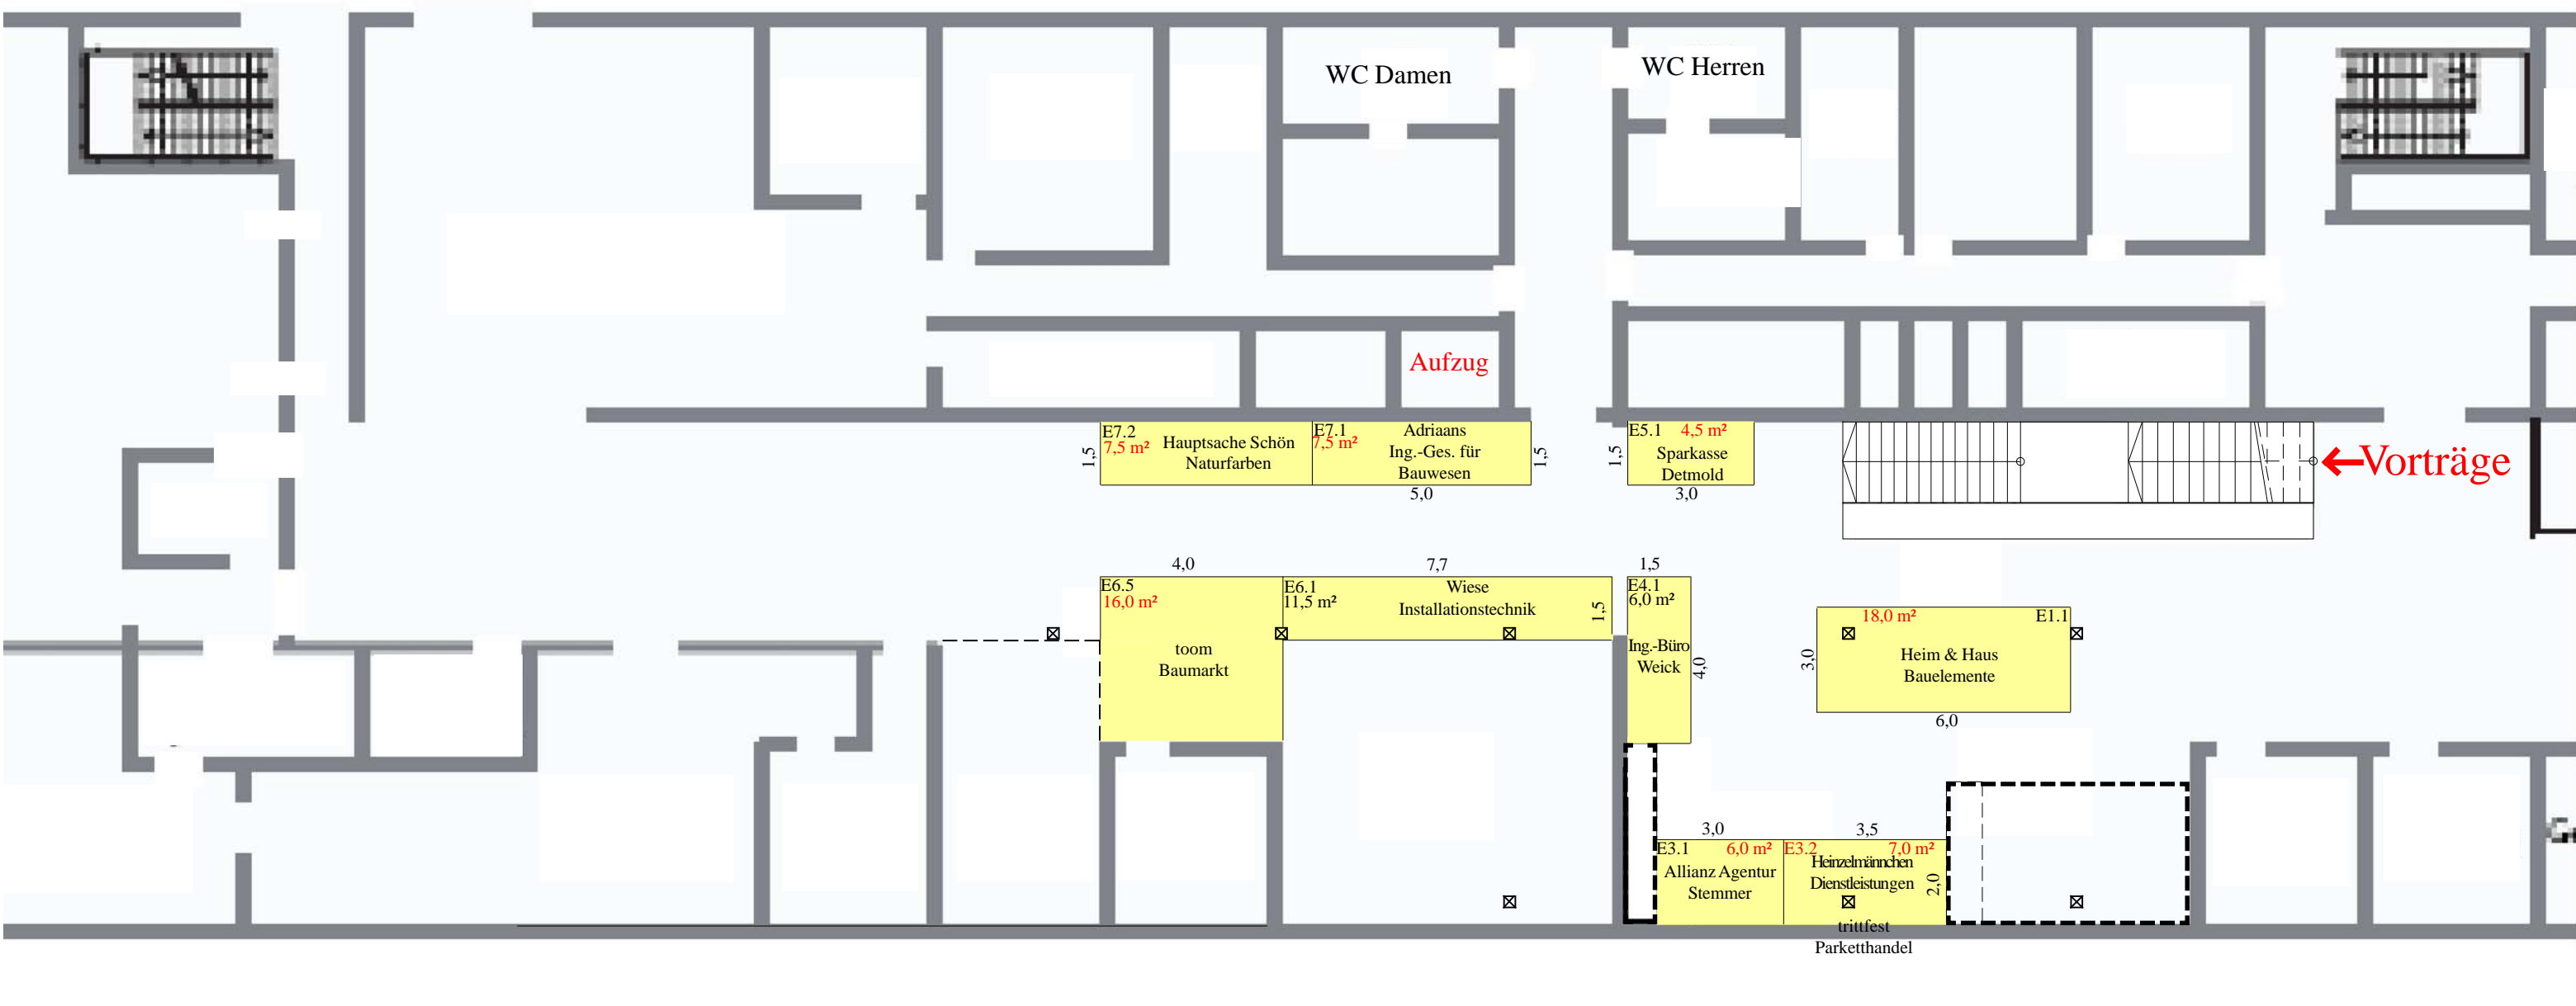 WC Damen
WC Herren
Aufzug
E7.2
7,5 m²
Hauptsache Schön
Naturfarben
1,5
E7.1
7,5 m²
Adriaans
Ing.-Ges. für
Bauwesen
1,5
5,0
1,5
E5.1 4,5 m²
Sparkasse
Detmold
3,0
←Vorträge
4,0
E6.5
16,0 m²
toom
Baumarkt
7,7
E6.1
11,5 m²
Wiese
Installationstechnik
1,5
1,5
E4.1
6,0 m²
Ing.-Büro
Weick
4,0
18,0 m² E1.1
Heim & Haus
Bauelemente
3,0
6,0
3,0
E3.1 6,0 m²
Allianz Agentur
Stemmer
3,5
E3.2 7,0 m²
Heinzelmännchen
Dienstleistungen
2,0
trittfest
Parketthandel